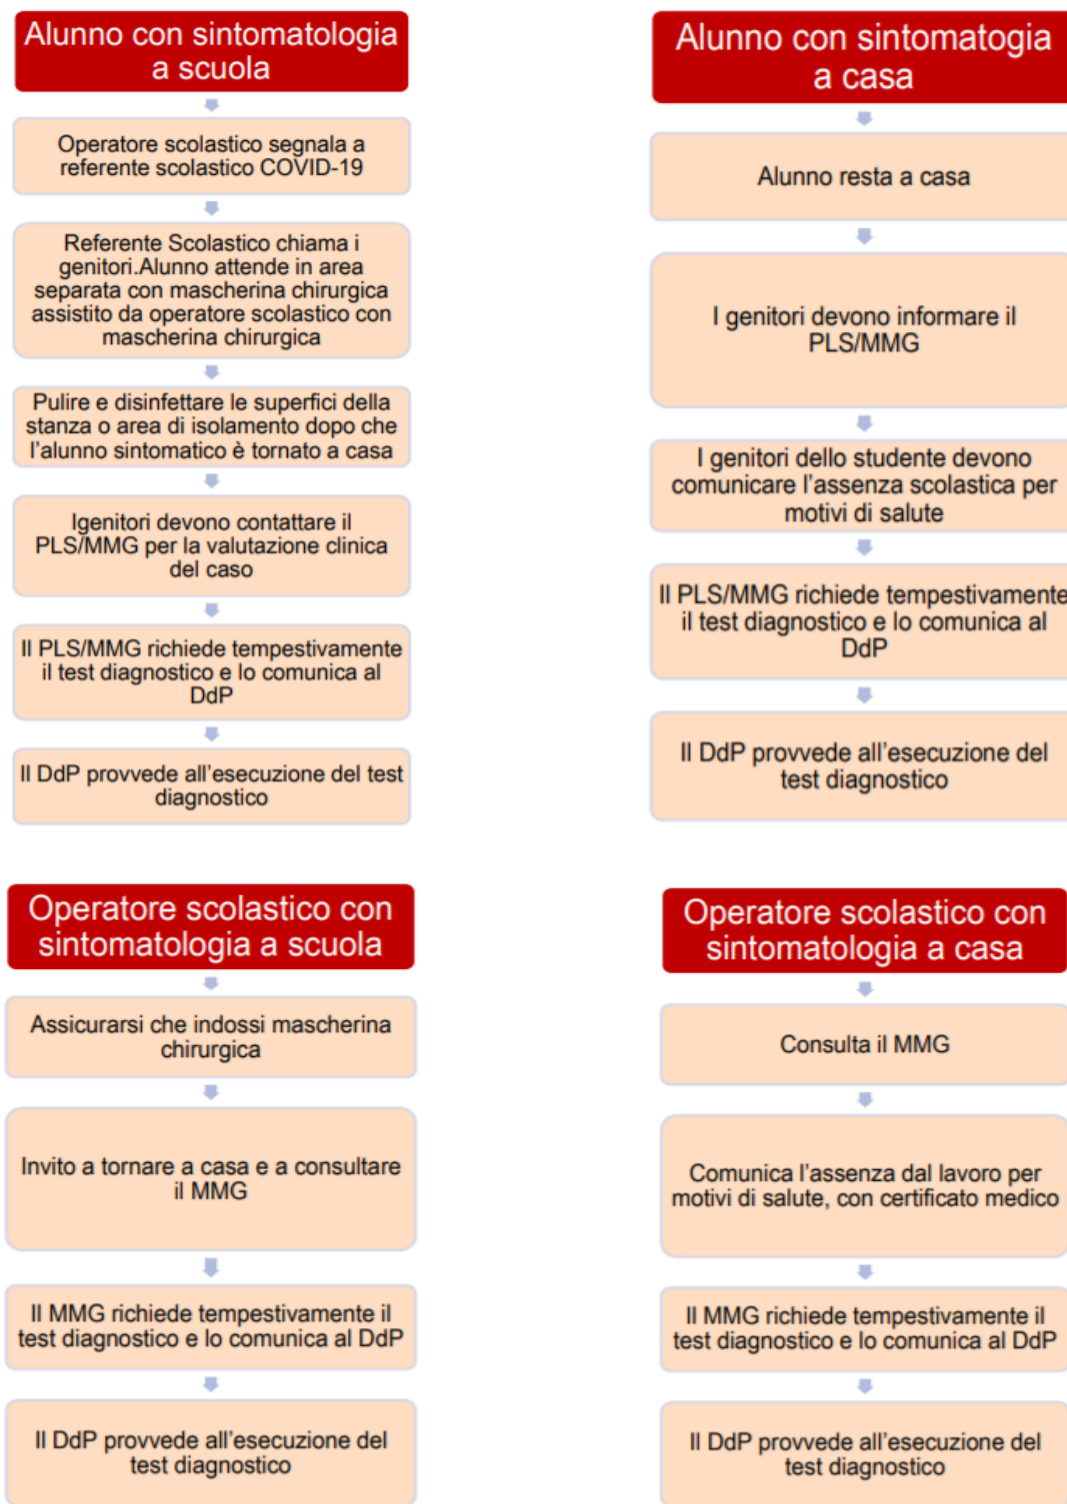 Alunno con sintomatologia
a scuola
Operatore scolastico segnala a
referente scolastico COVID-19
Referente Scolastico chiama i
genitori.Alunno attende in area
separata con mascherina chirurgica
assistito da operatore scolastico con
mascherina chirurgica
Pulire e disinfettare le superfici della
stanza o area di isolamento dopo che
l'alunno sintomatico è tornato a casa
Igenitori devono contattare il
PLS/MMG per la valutazione clinica
del caso
Il PLS/MMG richiede tempestivamente
il test diagnostico e lo comunica al
DdP
Il DdP provvede all'esecuzione del test
diagnostico
Alunno con sintomatogia
a casa
Alunno resta a casa
I genitori devono informare il
PLS/MMG
I genitori dello studente devono
comunicare l'assenza scolastica per
motivi di salute
Il PLS/MMG richiede tempestivamente
il test diagnostico e lo comunica al
DdP
Il DdP provvede all'esecuzione del
test diagnostico
Operatore scolastico con
sintomatologia a scuola
Assicurarsi che indossi mascherina
chirurgica
Invito a tornare a casa e a consultare
il MMG
Il MMG richiede tempestivamente il
test diagnostico e lo comunica al DdP
Il DdP provvede all'esecuzione del
test diagnostico
Operatore scolastico con
sintomatologia a casa
Consulta il MMG
Comunica l'assenza dal lavoro per
motivi di salute, con certificato medico
Il MMG richiede tempestivamente il
test diagnostico e lo comunica al DdP
Il DdP provvede all'esecuzione del
test diagnostico